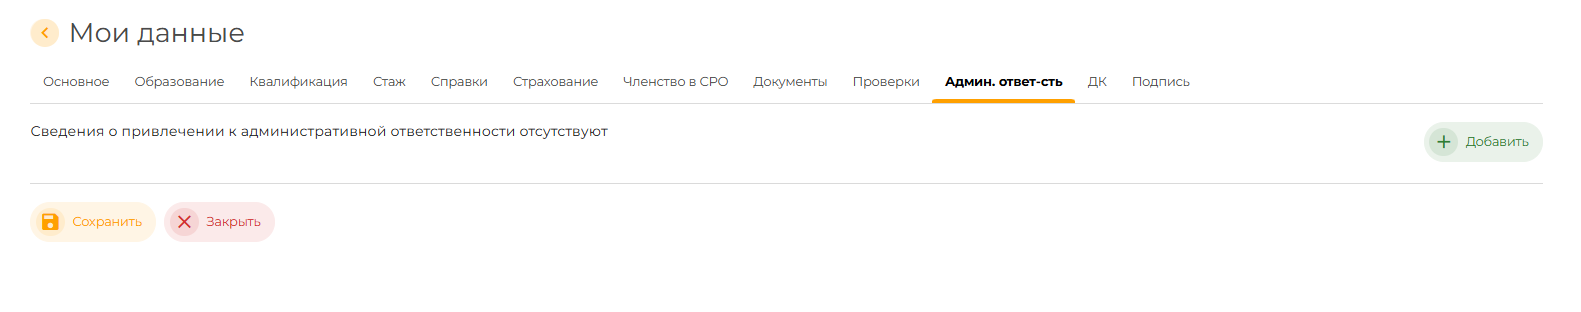 Мои данные
Основное Образование Квалификация Стаж Справки Страхование Членство в СРО Документы Проверки Админ. ответ-сть ДК Подпись
Сведения о привлечении к административной ответственности отсутствуют
Добавить
Сохранить Закрыть